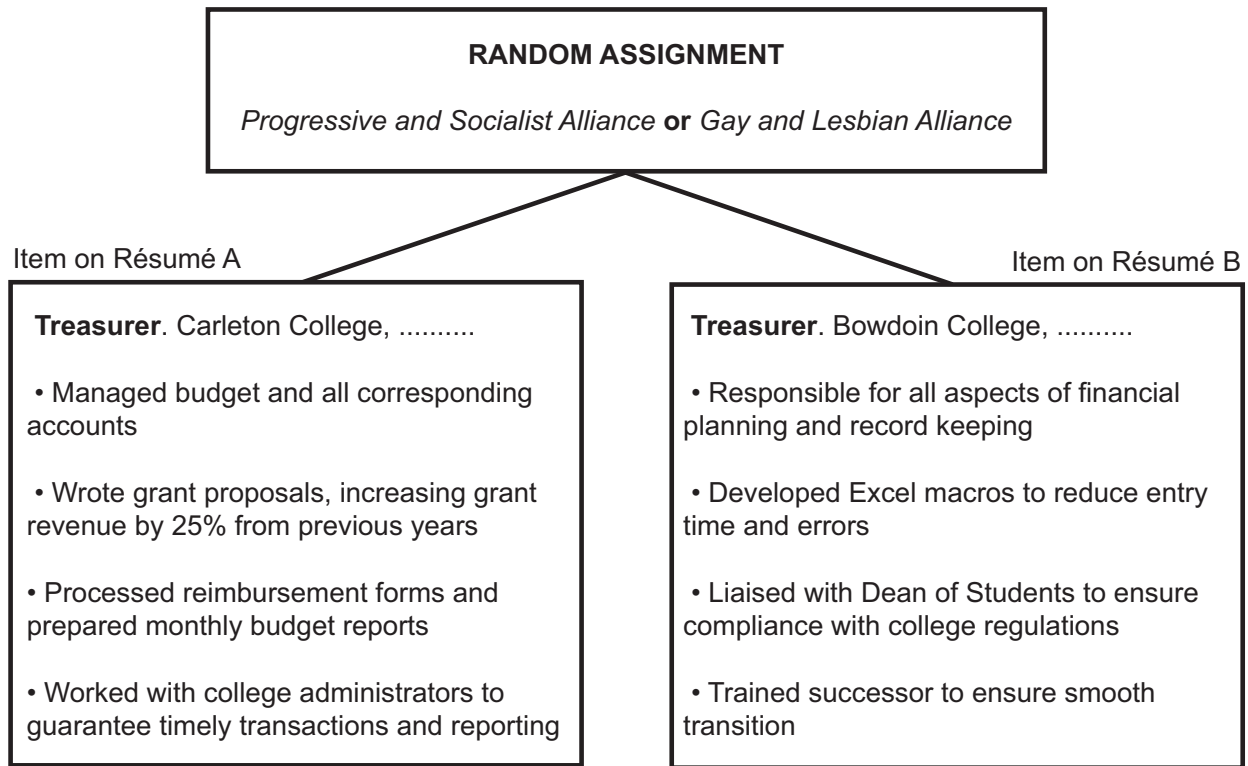 RANDOM ASSIGNMENT
Progressive and Socialist Alliance or Gay and Lesbian Alliance
Item on Résumé A
Treasurer. Carleton College, ..........
• Managed budget and all corresponding
accounts
• Wrote grant proposals, increasing grant
revenue by 25% from previous years
• Processed reimbursement forms and
prepared monthly budget reports
• Worked with college administrators to
guarantee timely transactions and reporting
Item on Résumé B
Treasurer. Bowdoin College, ..........
• Responsible for all aspects of financial
planning and record keeping
• Developed Excel macros to reduce entry
time and errors
• Liaised with Dean of Students to ensure
compliance with college regulations
• Trained successor to ensure smooth
transition